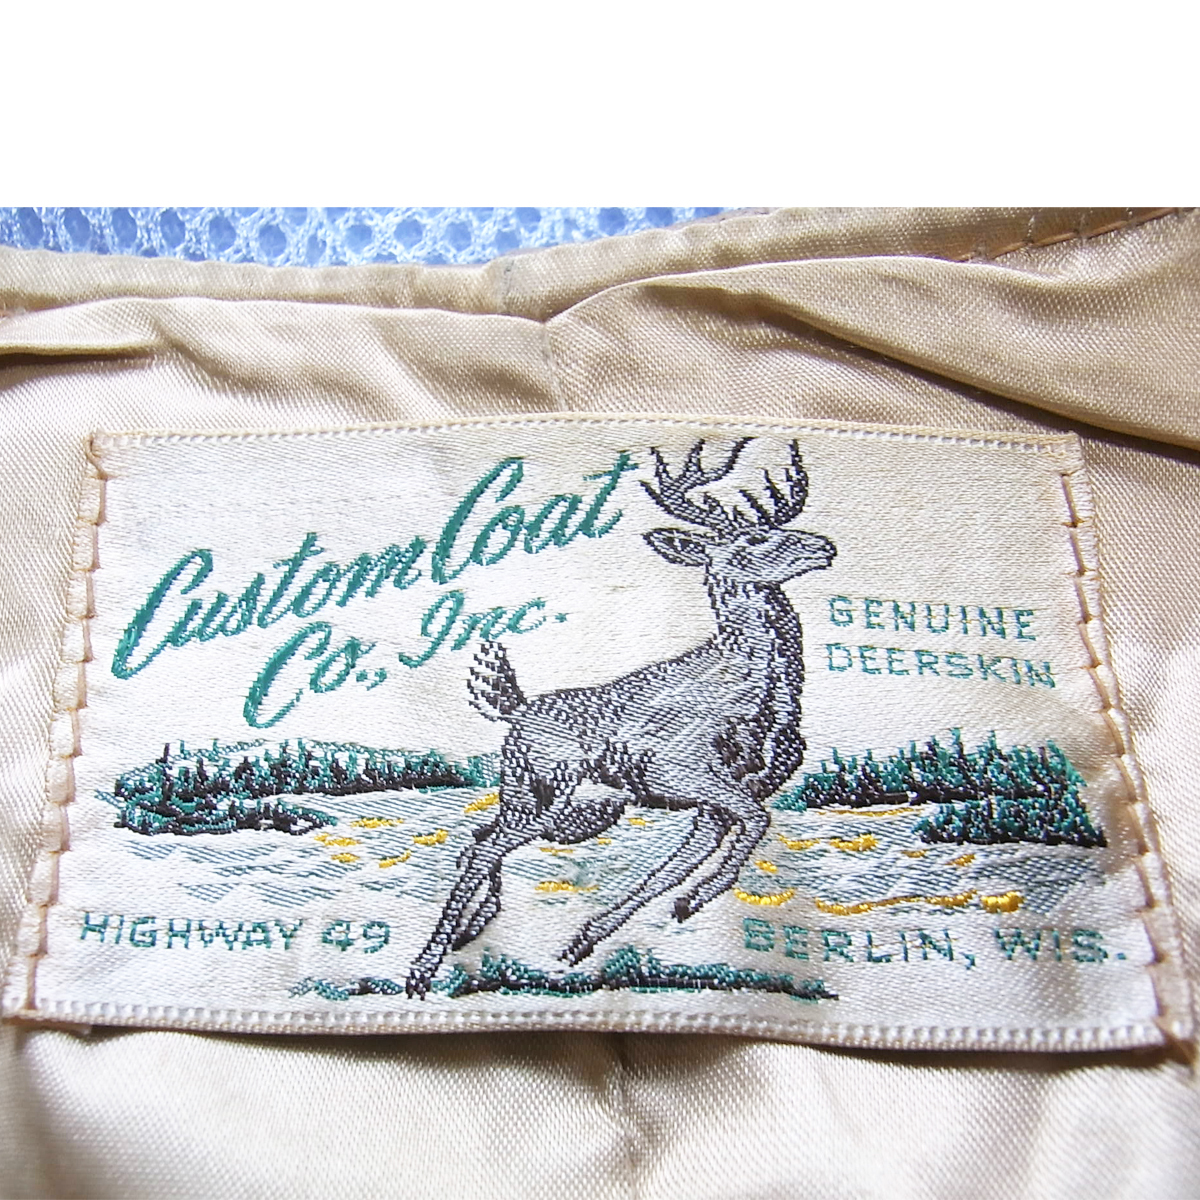 Custom Coat
Co., Inc.
GENUINE
DEERSKIN
HIGHWAY 49
BERLIN, WIS.